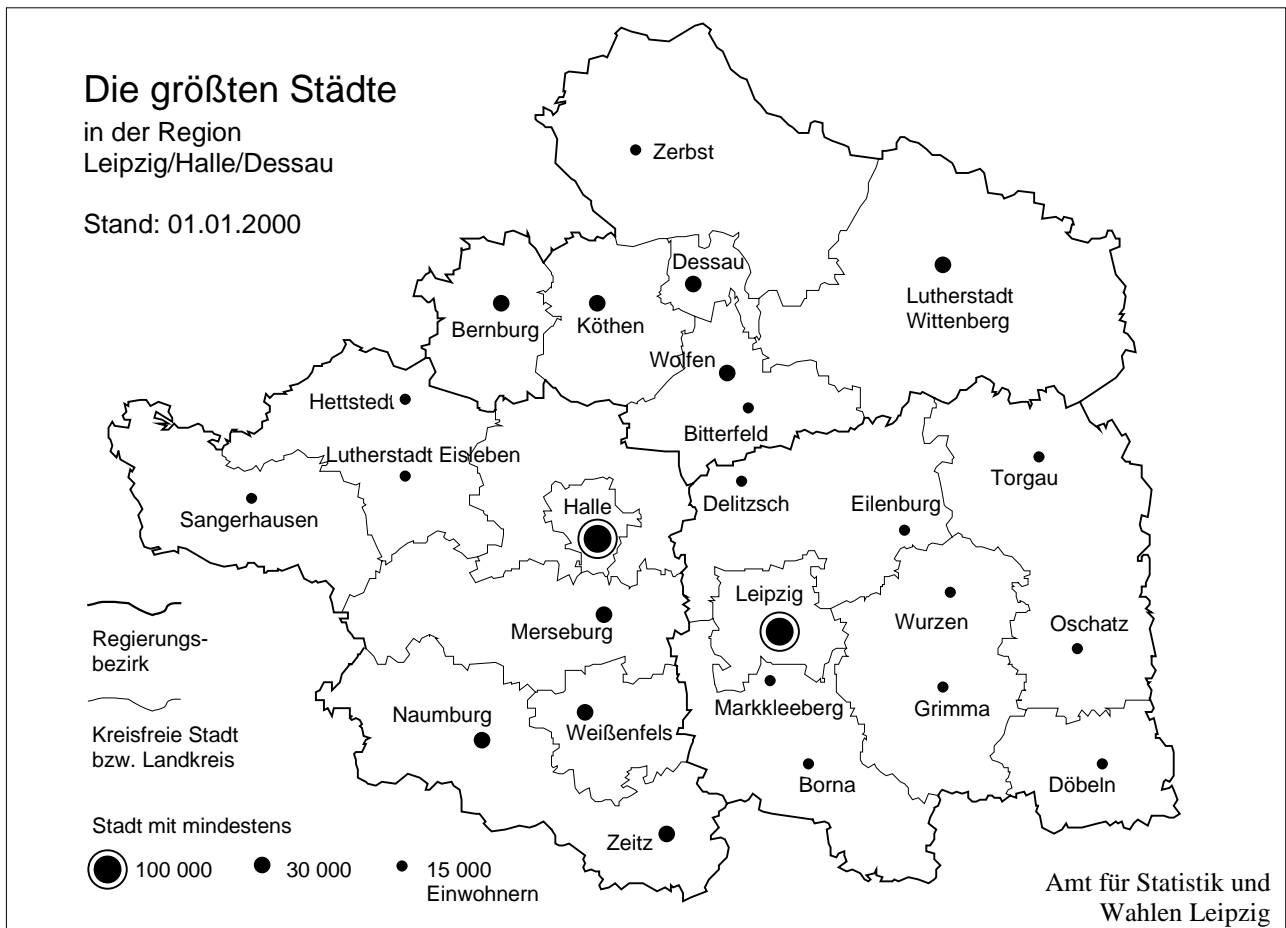 Die größten Städte
in der Region
Leipzig/Halle/Dessau
Stand: 01.01.2000
Zerbst
Dessau
Lutherstadt
Wittenberg
Bernburg
Köthen
Wolfen
Hettstedt
Bitterfeld
Lutherstadt Eisleben
Torgau
Delitzsch
Eilenburg
Sangerhausen
Halle
Leipzig
Wurzen
Oschatz
Merseburg
Regierungs-
bezirk
Markkleeberg
Grimma
Naumburg
Weißenfels
Kreisfreie Stadt
bzw. Landkreis
Borna
Döbeln
Zeitz
Stadt mit mindestens
100 000
30 000
15 000
Einwohnern
Amt für Statistik und
Wahlen Leipzig